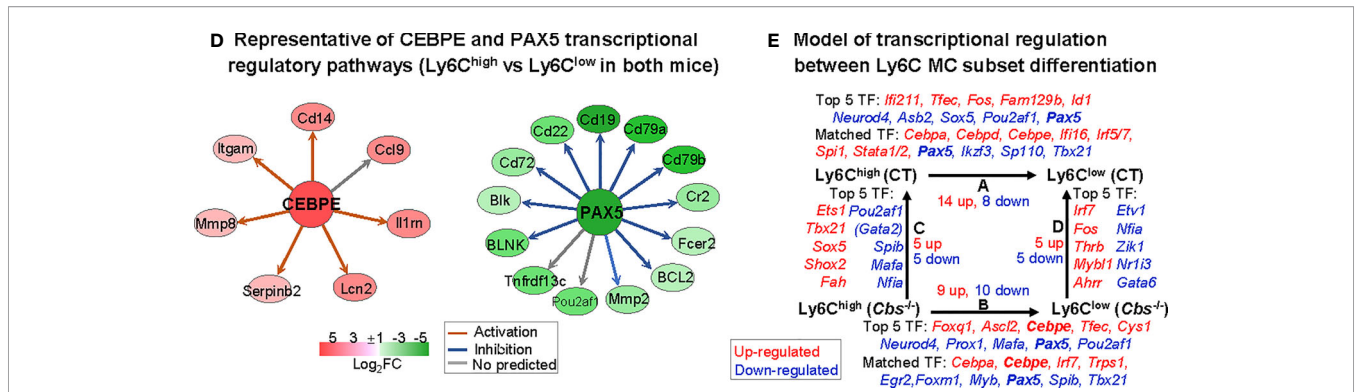 D Representative of CEBPE and PAX5 transcriptional
regulatory pathways (Ly6Chigh vs Ly6Clow in both mice)
Cd14
Itgam
Ccl9
CEBPE
Mmp8
Il1rn
Serpinb2
Lcn2
Cd19
Cd22
Cd79a
Cd72
Cd79b
Blk
Cr2
PAX5
BLNK
Fcer2
Tnfrdf13c
BCL2
Pou2af1
Mmp2
5 3 ±1 -3 -5
Log2FC
Activation
Inhibition
No predicted
E Model of transcriptional regulation
between Ly6C MC subset differentiation
Top 5 TF: Ifi211, Tfec, Fos, Fam129b, Id1
Neurod4, Asb2, Sox5, Pou2af1, Pax5
Matched TF: Cebpa, Cebpd, Cebpe, Ifi16, Irf5/7,
Spi1, Stata1/2, Pax5, Ikzf3, Sp110, Tbx21
Ly6Chigh (CT) A Ly6Clow (CT)
14 up, 8 down
Top 5 TF:
Ets1 Pou2af1
Tbx21 (Gata2)
Sox5 Spib
Shox2 Mafa
Fah Nfia
C
5 up
5 down
Top 5 TF:
Irf7 Etv1
Fos Nfia
Thrb Zik1
Mybl1 Nr1i3
Ahrr Gata6
D
5 up
5 down
9 up, 10 down
Ly6Chigh (Cbs-/-) B Ly6Clow (Cbs-/-)
Top 5 TF: Foxq1, Ascl2, Cebpe, Tfec, Cys1
Neurod4, Prox1, Mafa, Pax5, Pou2af1
Matched TF: Cebpa, Cebpe, Irf7, Trps1,
Egr2,Foxm1, Myb, Pax5, Spib, Tbx21
Up-regulated
Down-regulated